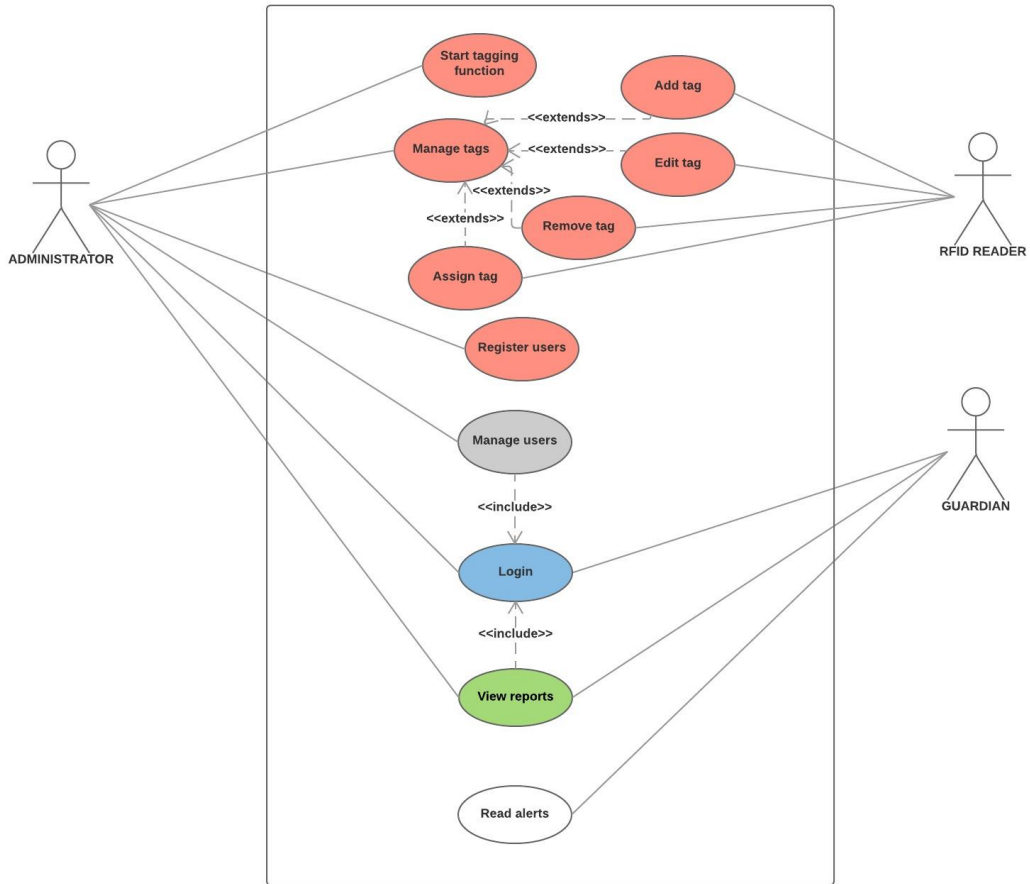 Start tagging
function
Add tag
<<extends>>
Manage tags
<<extends>>
Edit tag
<<extends>>
<<extends>>
Remove tag
ADMINISTRATOR
RFID READER
Assign tag
Register users
Manage users
<<include>>
GUARDIAN
Login
<<include>>
View reports
Read alerts